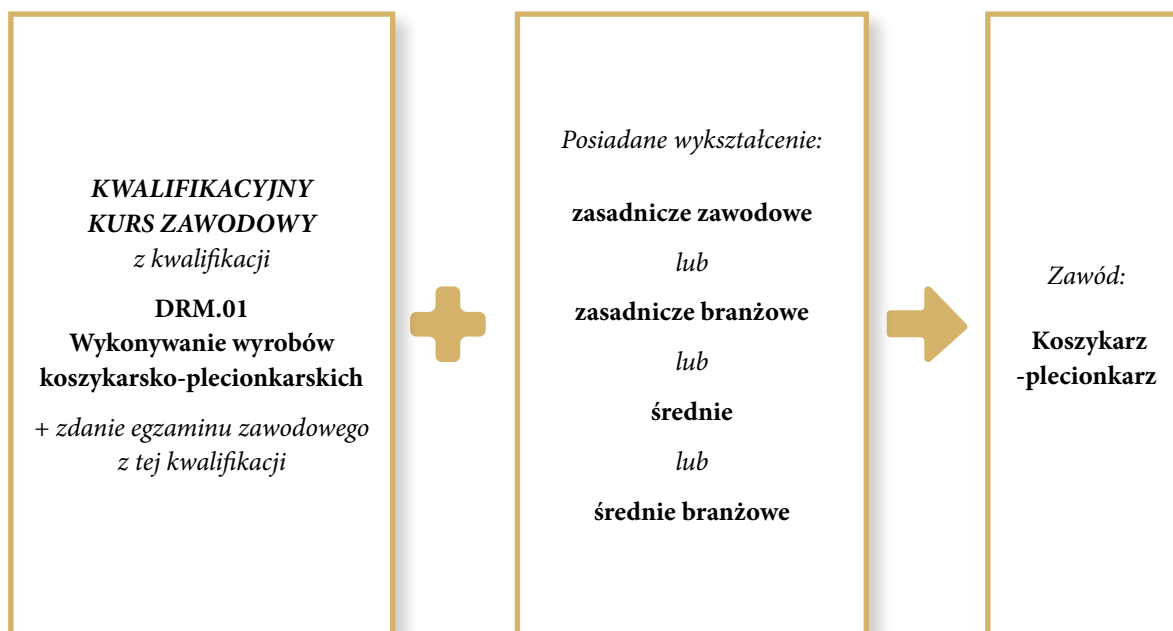 KWALIFIKACYJNY
KURS ZAWODOWY
z kwalifikacji
DRM.01
Wykonywanie wyrobów
koszykarsko-plecionkarskich
+ zdanie egzaminu zawodowego
z tej kwalifikacji
Posiadane wykształcenie:
zasadnicze zawodowe
lub
zasadnicze branżowe
lub
średnie
lub
średnie branżowe
Zawód:
Koszykarz
-plecionkarz